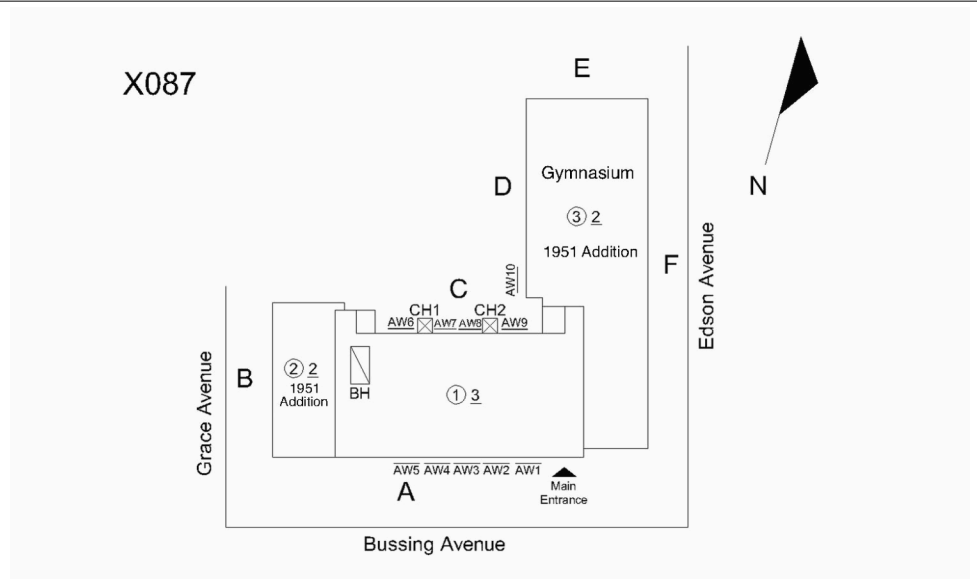 X087
E
Gymnasium
D
N
③ 2
1951 Addition
F
Edson Avenue
AW10
C
CH1
CH2
AW6
AW7
AW8
AW9
② 2
1951
Addition
B
Grace Avenue
BH
① 3
AW5 AW4 AW3 AW2 AW1
A
Main
Entrance
Bussing Avenue